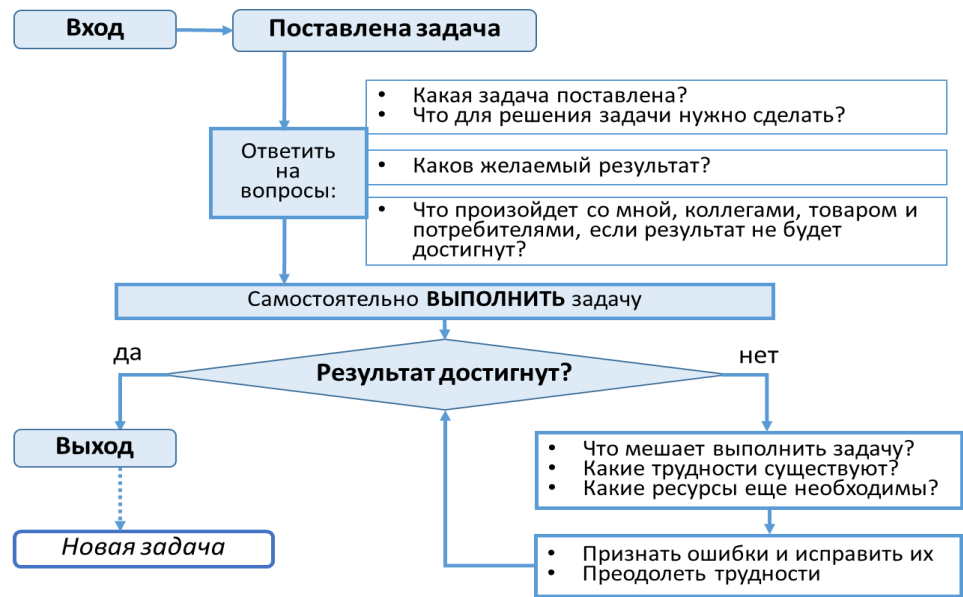 Вход
Поставлена задача
• Какая задача поставлена?
• Что для решения задачи нужно сделать?
Ответить
на
вопросы:
• Каков желаемый результат?
• Что произойдет со мной, коллегами, товаром и
потребителями, если результат не будет
достигнут?
Самостоятельно ВЫПОЛНИТЬ задачу
да
нет
Результат достигнут?
Выход
• Что мешает выполнить задачу?
• Какие трудности существуют?
• Какие ресурсы еще необходимы?
Новая задача
• Признать ошибки и исправить их
• Преодолеть трудности